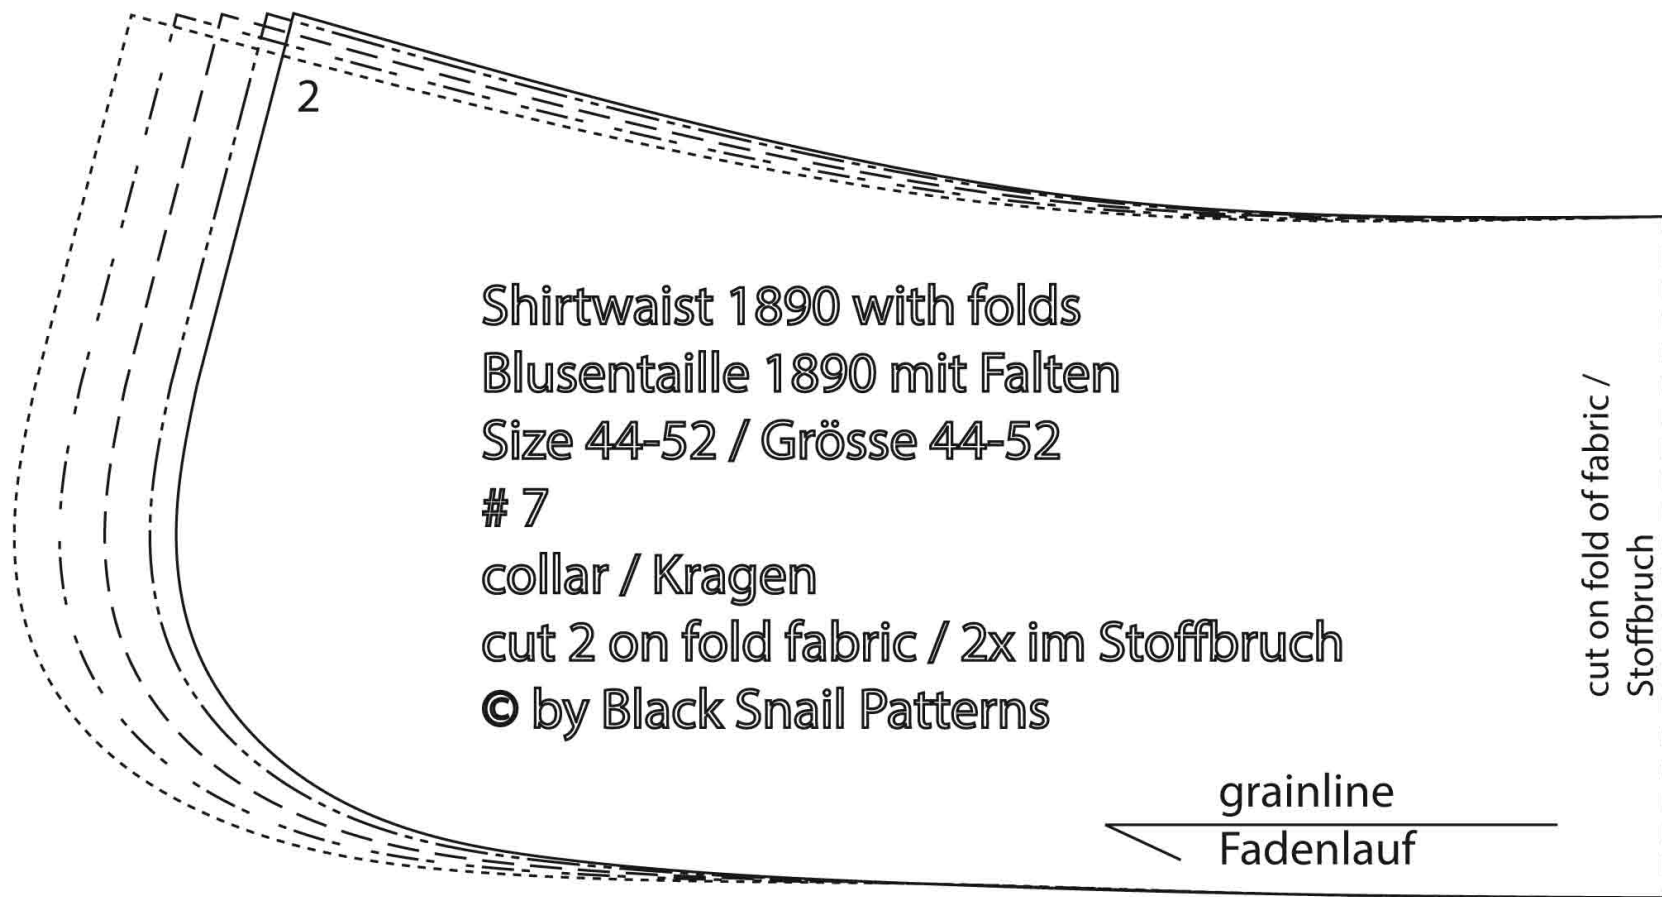 2
Shirtwaist 1890 with folds
Blusentaille 1890 mit Falten
Size 44-52 / Grösse 44-52
# 7
collar / Kragen
cut 2 on fold fabric / 2x im Stoffbruch
© by Black Snail Patterns
cut on fold of fabric /
Stoffbruch
grainline
Fadenlauf